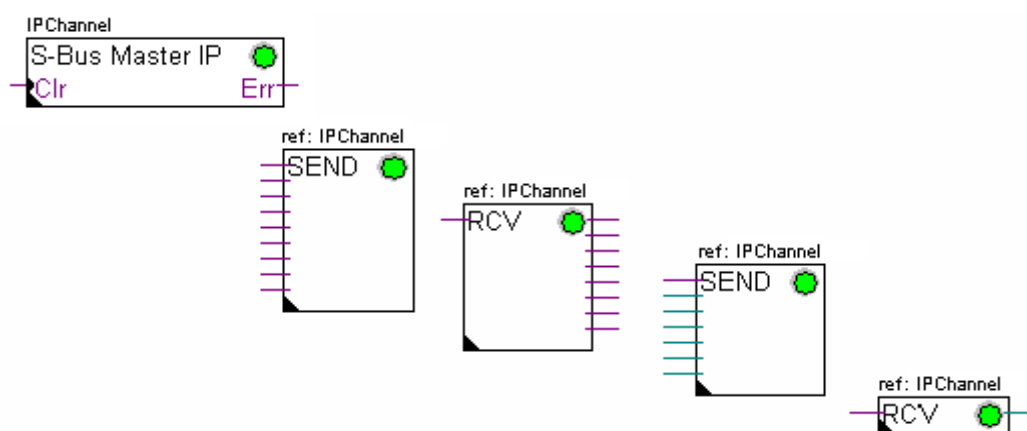 IPChannel
S-Bus Master IP
Clr Err
ref: IPChannel
SEND
ref: IPChannel
RCV
ref: IPChannel
SEND
ref: IPChannel
RCV